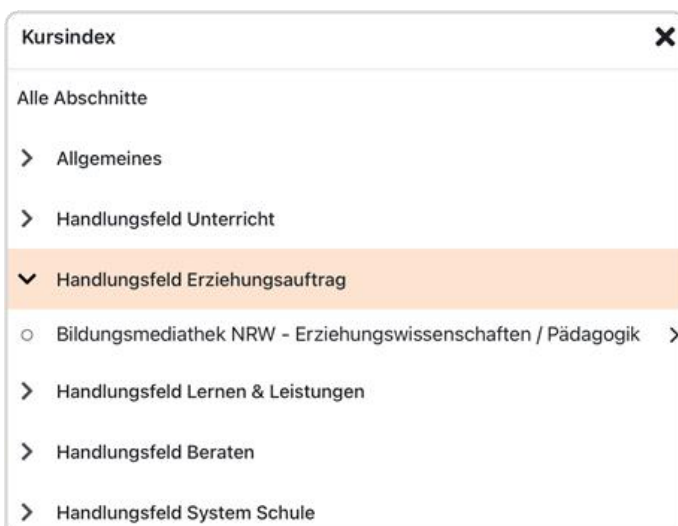 Kursindex
Alle Abschnitte
Allgemeines
Handlungsfeld Unterricht
Handlungsfeld Erziehungsauftrag
Bildungsmediathek NRW - Erziehungswissenschaften / Pädagogik
Handlungsfeld Lernen & Leistungen
Handlungsfeld Beraten
Handlungsfeld System Schule